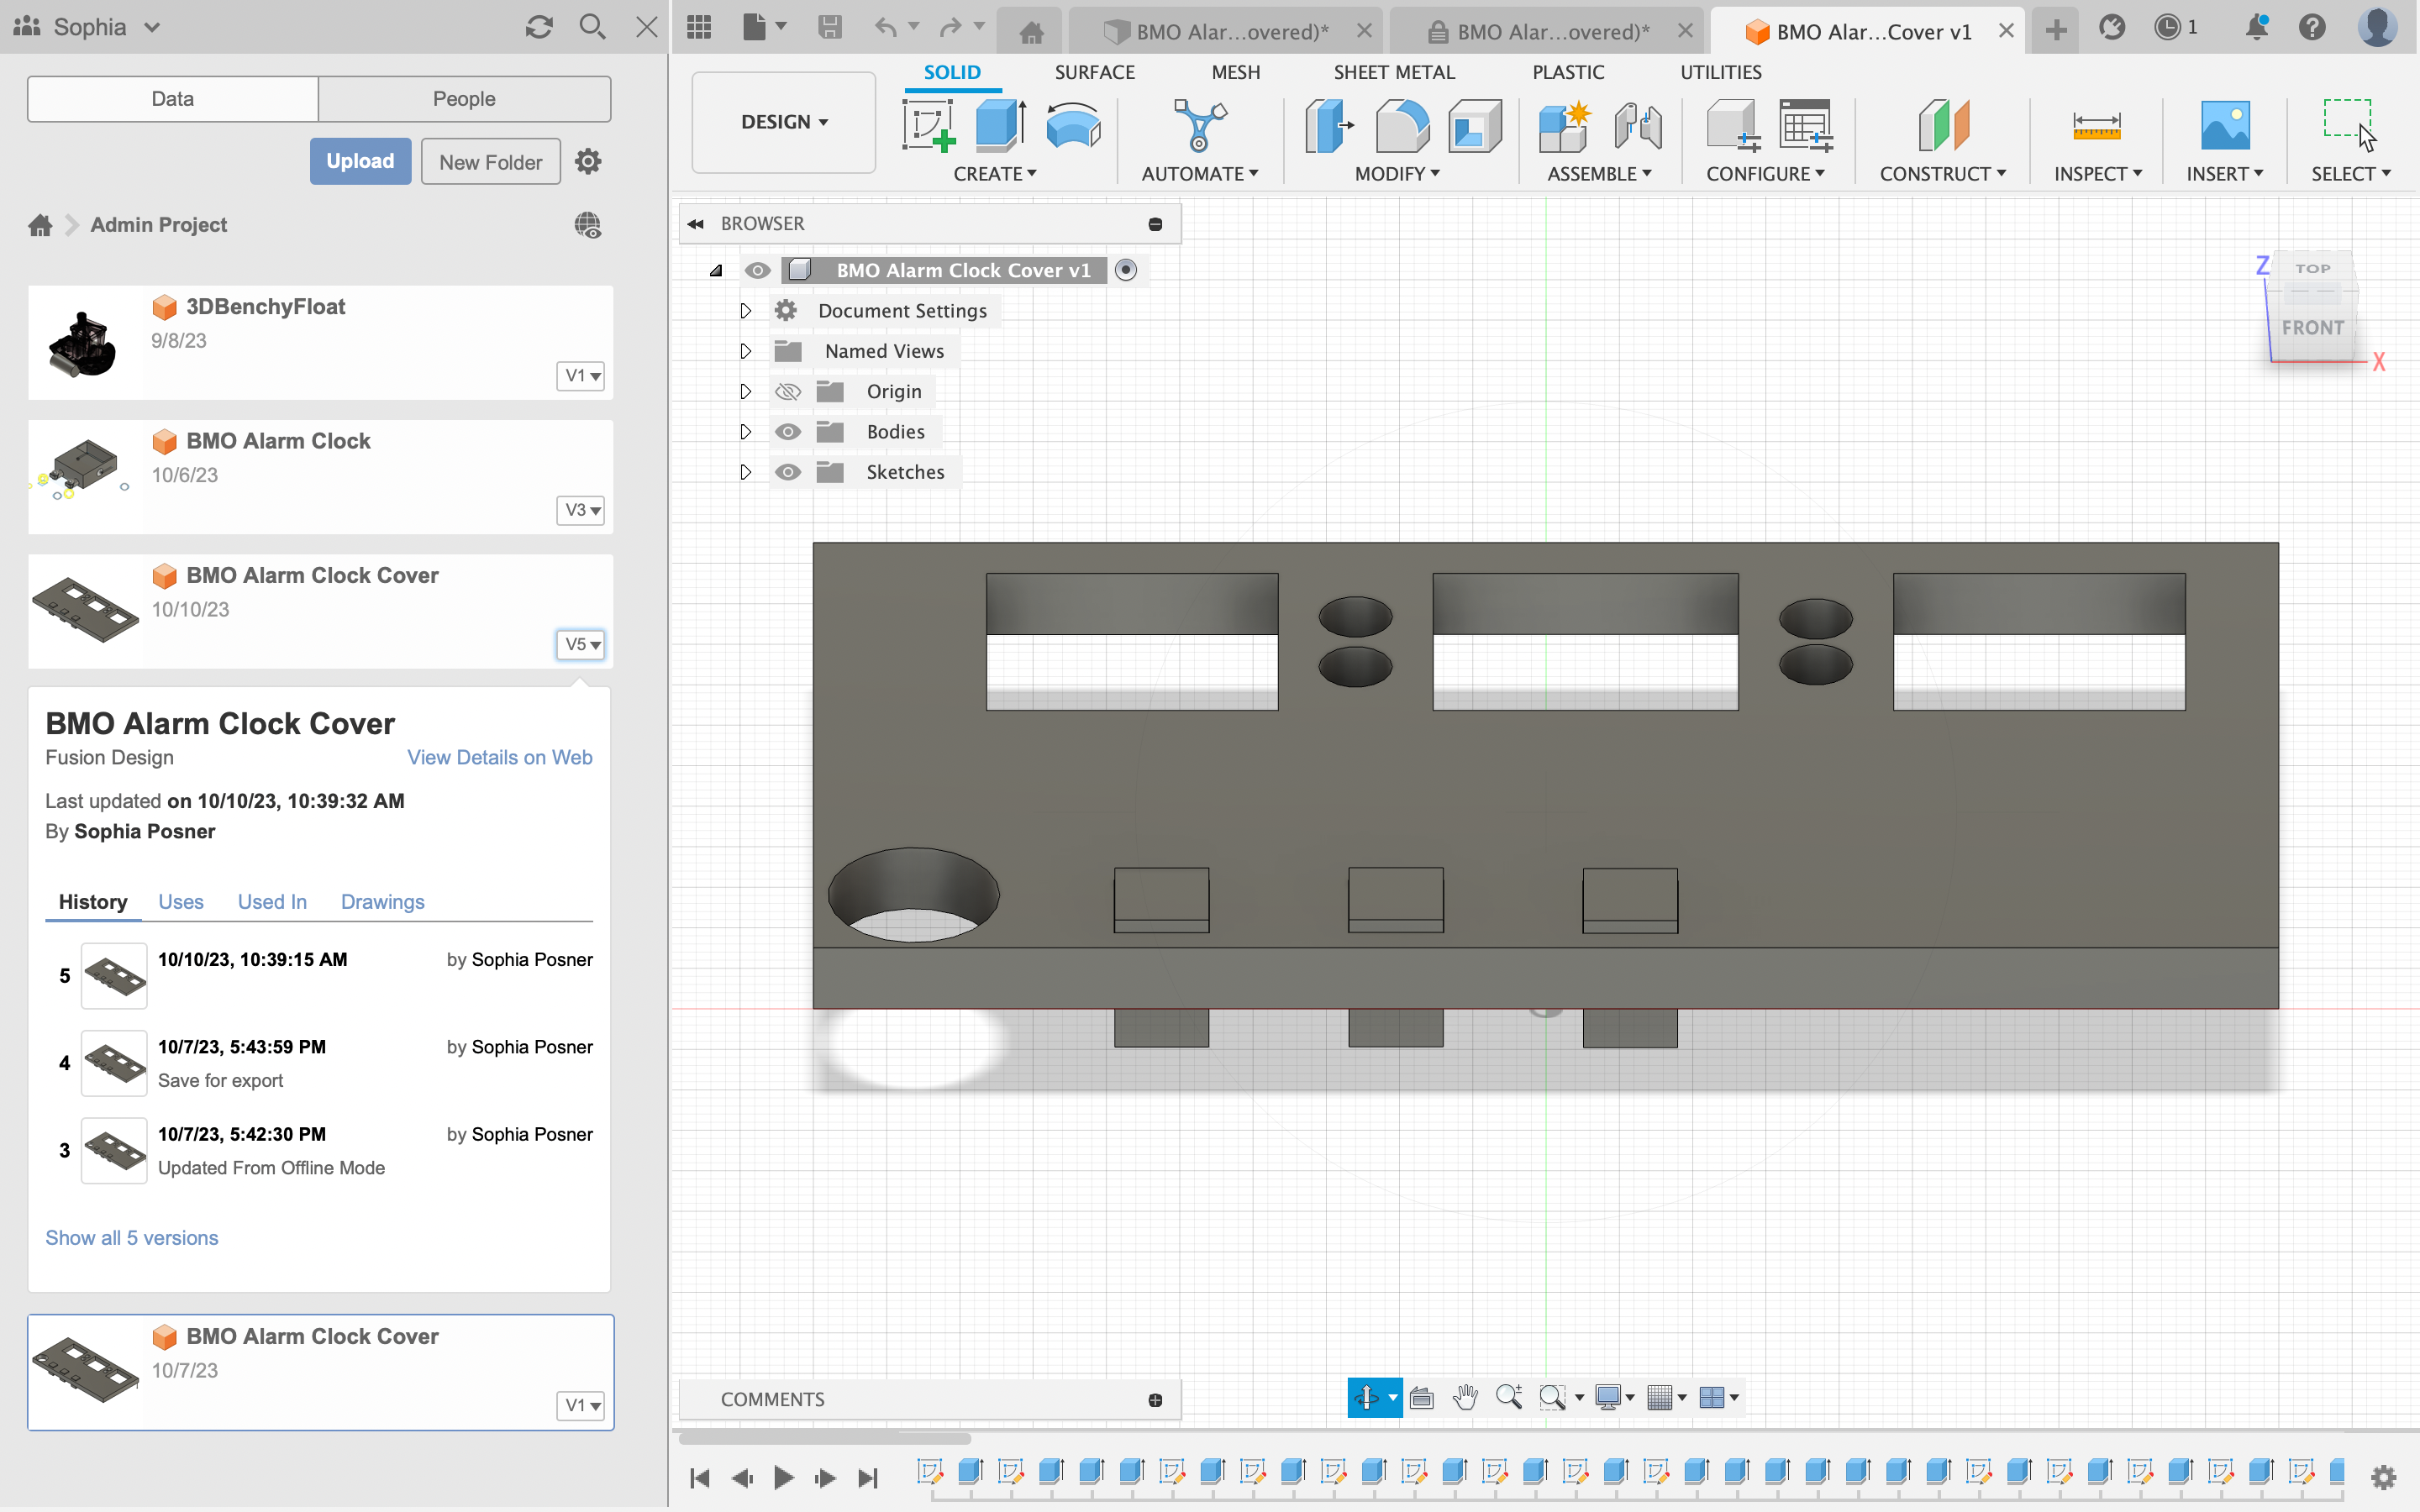 Sophia
Data
People
Upload
New Folder
Admin Project
3DBenchyFloat
9/8/23
V1
BMO Alarm Clock
10/6/23
V3
BMO Alarm Clock Cover
10/10/23
V5
BMO Alarm Clock Cover
Fusion Design
View Details on Web
Last updated on 10/10/23, 10:39:32 AM
By Sophia Posner
History
Uses
Used In
Drawings
5
10/10/23, 10:39:15 AM
by Sophia Posner
4
10/7/23, 5:43:59 PM
by Sophia Posner
Save for export
3
10/7/23, 5:42:30 PM
by Sophia Posner
Updated From Offline Mode
Show all 5 versions
BMO Alarm Clock Cover
10/7/23
V1
BMO Alar...overed)*
BMO Alar...overed)*
BMO Alar...Cover v1
1
DESIGN
SOLID
SURFACE
MESH
SHEET METAL
PLASTIC
UTILITIES
CREATE
AUTOMATE
MODIFY
ASSEMBLE
CONFIGURE
CONSTRUCT
INSPECT
INSERT
SELECT
BROWSER
BMO Alarm Clock Cover v1
Document Settings
Named Views
Origin
Bodies
Sketches
Z
TOP
FRONT
X
COMMENTS